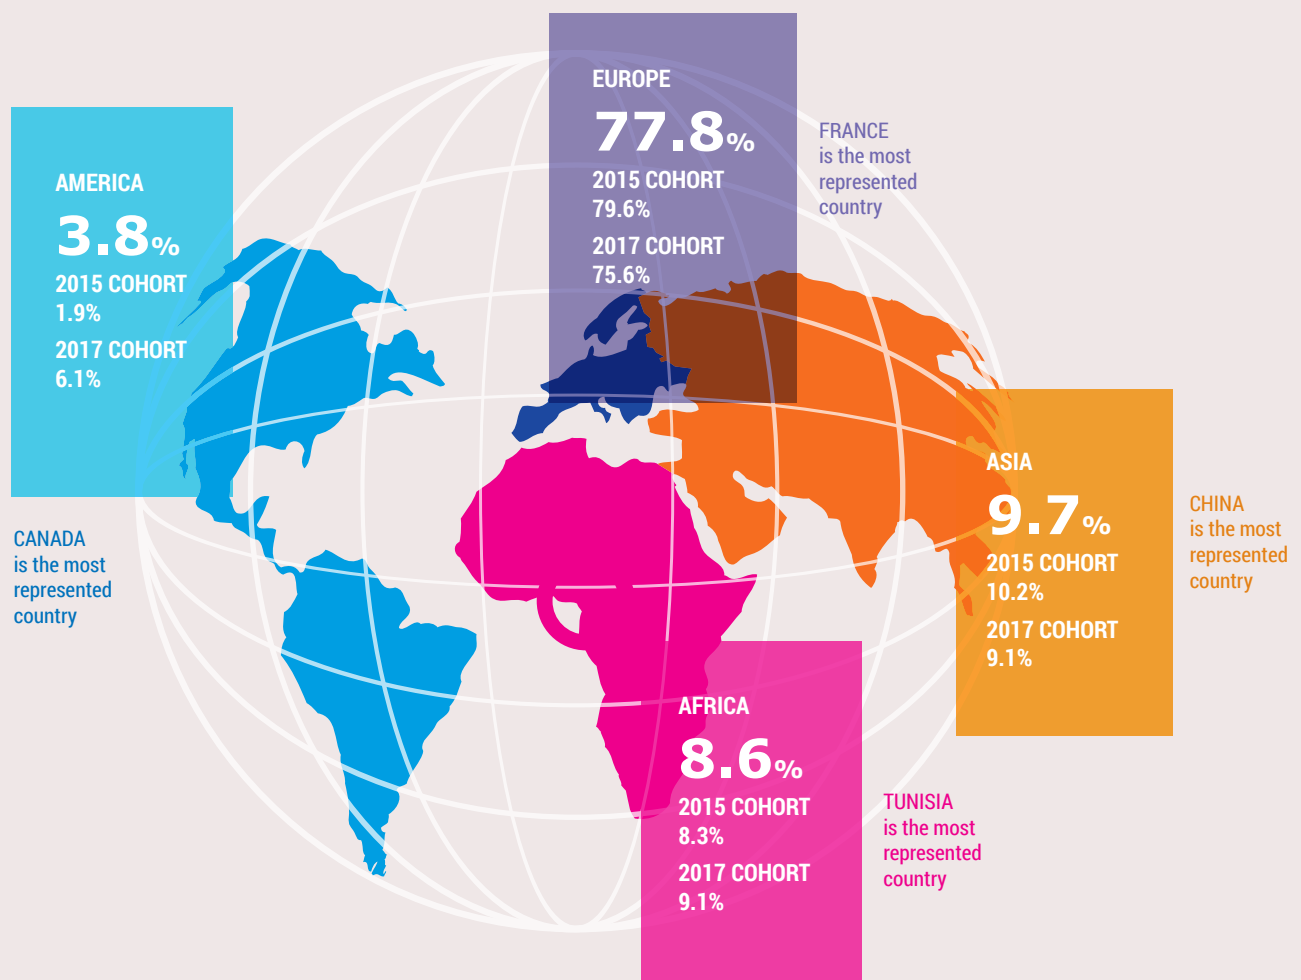 EUROPE
77.8%
2015 COHORT
79.6%
2017 COHORT
75.6%
FRANCE
is the most
represented
country
AMERICA
3.8%
2015 COHORT
1.9%
2017 COHORT
6.1%
CANADA
is the most
represented
country
ASIA
9.7%
2015 COHORT
10.2%
2017 COHORT
9.1%
CHINA
is the most
represented
country
AFRICA
8.6%
2015 COHORT
8.3%
2017 COHORT
9.1%
TUNISIA
is the most
represented
country